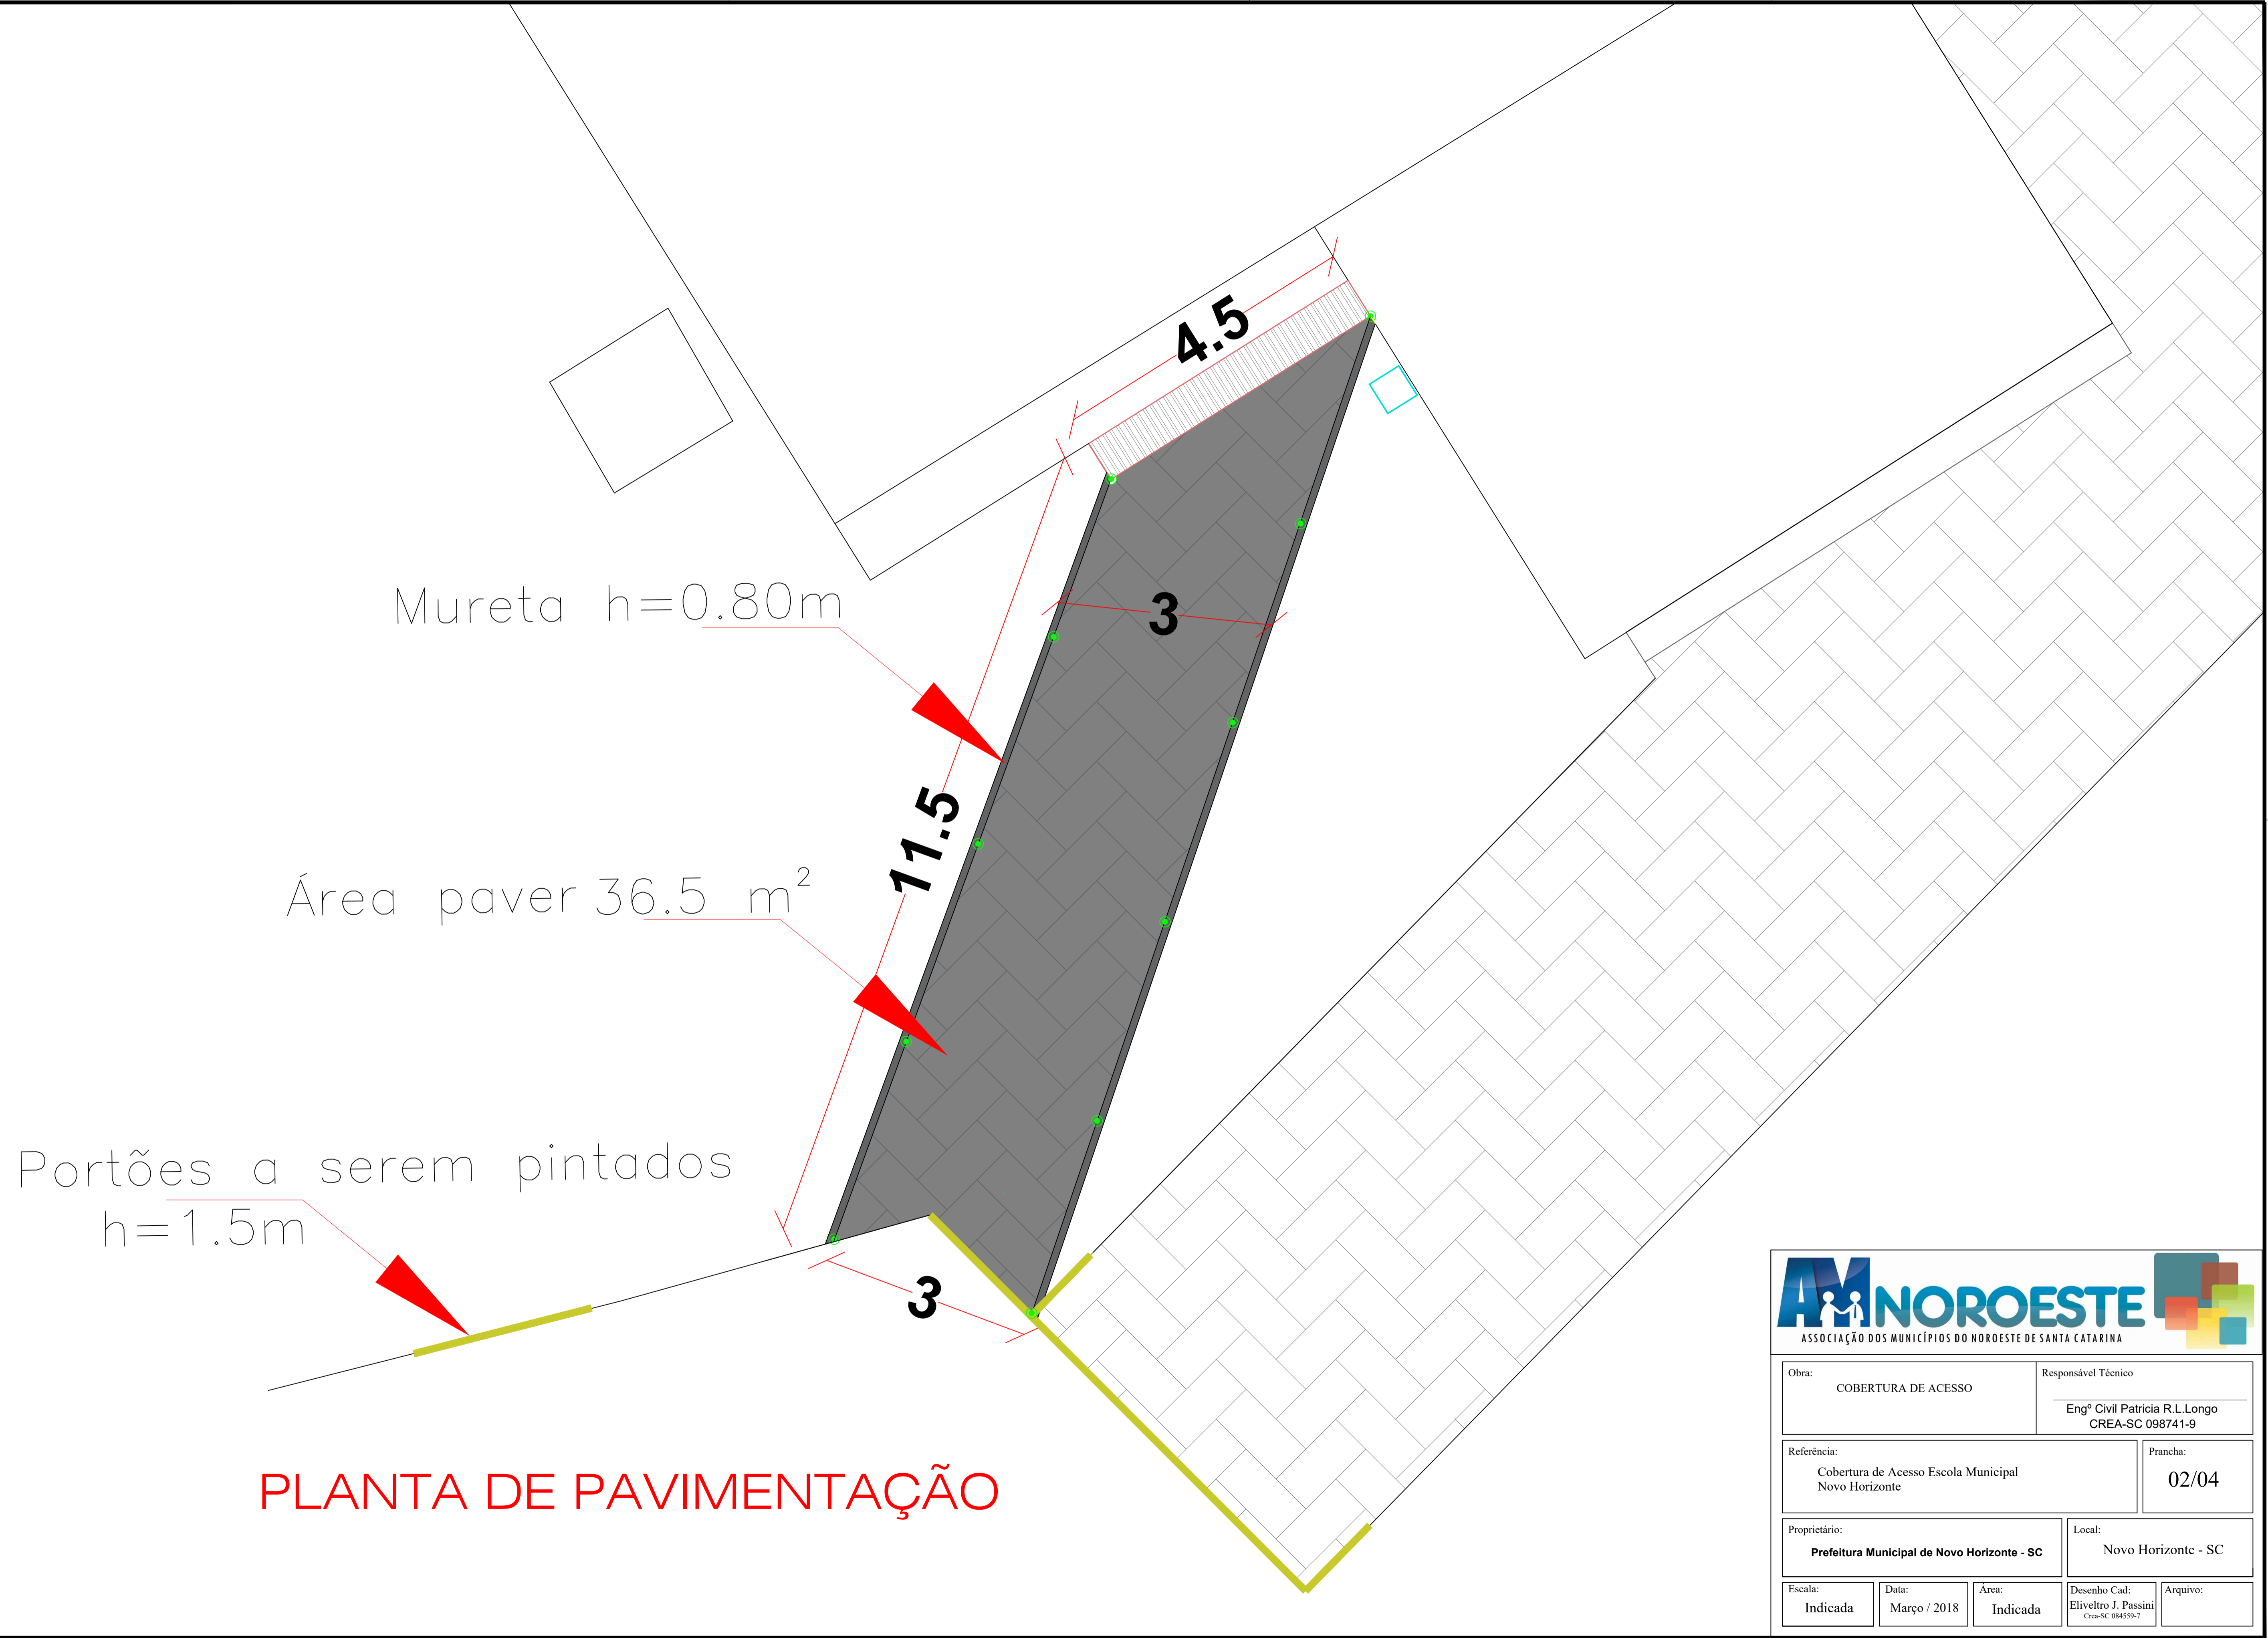 4.5
Mureta h=0.80m
3
11.5
Área paver 36.5 m²
Portões a serem pintados
h=1.5m
3
PLANTA DE PAVIMENTAÇÃO
AM NOROESTE
ASSOCIAÇÃO DOS MUNICÍPIOS DO NOROESTE DE SANTA CATARINA
Obra:
COBERTURA DE ACESSO
Responsável Técnico
Engº Civil Patricia R.L.Longo
CREA-SC 098741-9
Referência:
Cobertura de Acesso Escola Municipal
Novo Horizonte
Prancha:
02/04
Proprietário:
Prefeitura Municipal de Novo Horizonte - SC
Local:
Novo Horizonte - SC
Escala:
Indicada
Data:
Março / 2018
Área:
Indicada
Desenho Cad:
Eliveltro J. Passini
Crea-SC 084559-7
Arquivo: